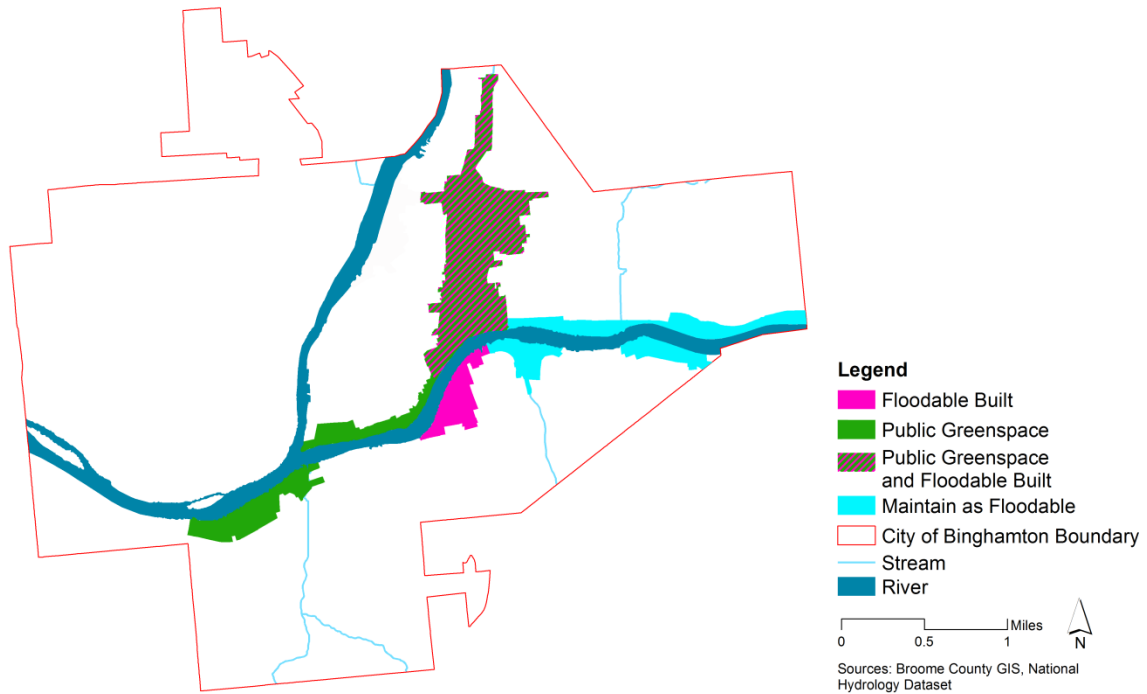 Legend
Floodable Built
Public Greenspace
Public Greenspace
and Floodable Built
Maintain as Floodable
City of Binghamton Boundary
Stream
River
Miles
0 0.5 1
N
Sources: Broome County GIS, National
Hydrology Dataset